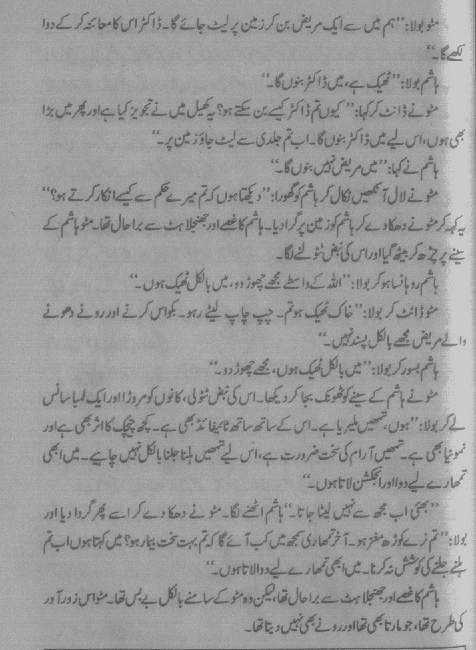 مٹو بولا: ’’ہم میں سے ایک مریض بن کر زمین پر لیٹ جائے گا۔ ڈاکٹر اس کا معائنہ کر کے دوا
لکھے گا۔‘‘
ہاشم بولا: ’’ٹھیک ہے، میں ڈاکٹر بنوں گا۔‘‘
مٹو نے ڈانٹ کر کہا: ’’کیوں تم ڈاکٹر کیسے بن سکتے ہو؟ یہ کھیل میں نے تجویز کیا ہے اور پھر میں بڑا
بھی ہوں، اس لیے میں ڈاکٹر بنوں گا۔ اب تم جلدی سے لیٹ جاؤ زمین پر۔‘‘
ہاشم نے کہا: ’’میں مریض نہیں بنوں گا۔‘‘
مٹو نے لال آنکھیں نکال کر ہاشم کو گھورا: ’’دیکھتا ہوں کہ تم میرے حکم سے کیسے انکار کرتے ہو؟‘‘
یہ کہہ کر مٹو نے دھکا دے کر ہاشم کو زمین پر گرا دیا۔ ہاشم کا غصے اور جھنجلاہٹ سے برا حال تھا۔ مٹو ہاشم کے
سینے پر چڑھ کر بیٹھ گیا اور اس کی نبض ٹٹولنے لگا۔
ہاشم روہانسا ہو کر بولا: ’’اللہ کے واسطے مجھے چھوڑ دو، میں بالکل ٹھیک ہوں۔‘‘
مٹو ڈانٹ کر بولا: ’’خاک ٹھیک ہو تم۔ چپ چاپ لیٹے رہو۔ بکواس کرنے اور رونے دھونے
والے مریض مجھے بالکل پسند نہیں۔‘‘
ہاشم بسور کر بولا: ’’میں بالکل ٹھیک ہوں، مجھے چھوڑ دو۔‘‘
مٹو نے ہاشم کے سینے کو ٹھونک بجا کر دیکھا۔ اس کی نبض ٹٹولی، کانوں کو مروڑا اور ایک لمبا سانس
لے کر بولا: ’’ہوں، تمھیں ملیریا ہے۔ اس کے ساتھ ساتھ ٹائیفائڈ بھی ہے۔ کچھ چیچک کا اثر بھی ہے اور
نمونیا بھی ہے۔ تمھیں آرام کی سخت ضرورت ہے، اس لیے تمھیں ہلنا جلنا بالکل نہیں چاہیے۔ میں ابھی
تمھارے لیے دوا اور انجکشن لاتا ہوں۔‘‘
’’بھئی اب مجھ سے نہیں لیٹا جاتا۔‘‘ ہاشم اٹھنے لگا۔ مٹو نے دھکا دے کر اسے پھر گرا دیا اور
بولا: ’’تم نرے کوڑھ مغز ہو۔ آخر تمھاری سمجھ میں کب آئے گا کہ تم بہت سخت بیمار ہو؟ میں کہتا ہوں اب تم
ہلنے جلنے کی کوشش نہ کرنا۔ میں ابھی تمھارے لیے دوا لاتا ہوں۔‘‘
ہاشم کا غصے اور جھنجلاہٹ سے برا حال تھا، لیکن وہ مٹو کے سامنے بالکل بے بس تھا۔ مٹو اس زور آور
کی طرح تھا، جو مارتا بھی تھا اور رونے بھی نہیں دیتا تھا۔